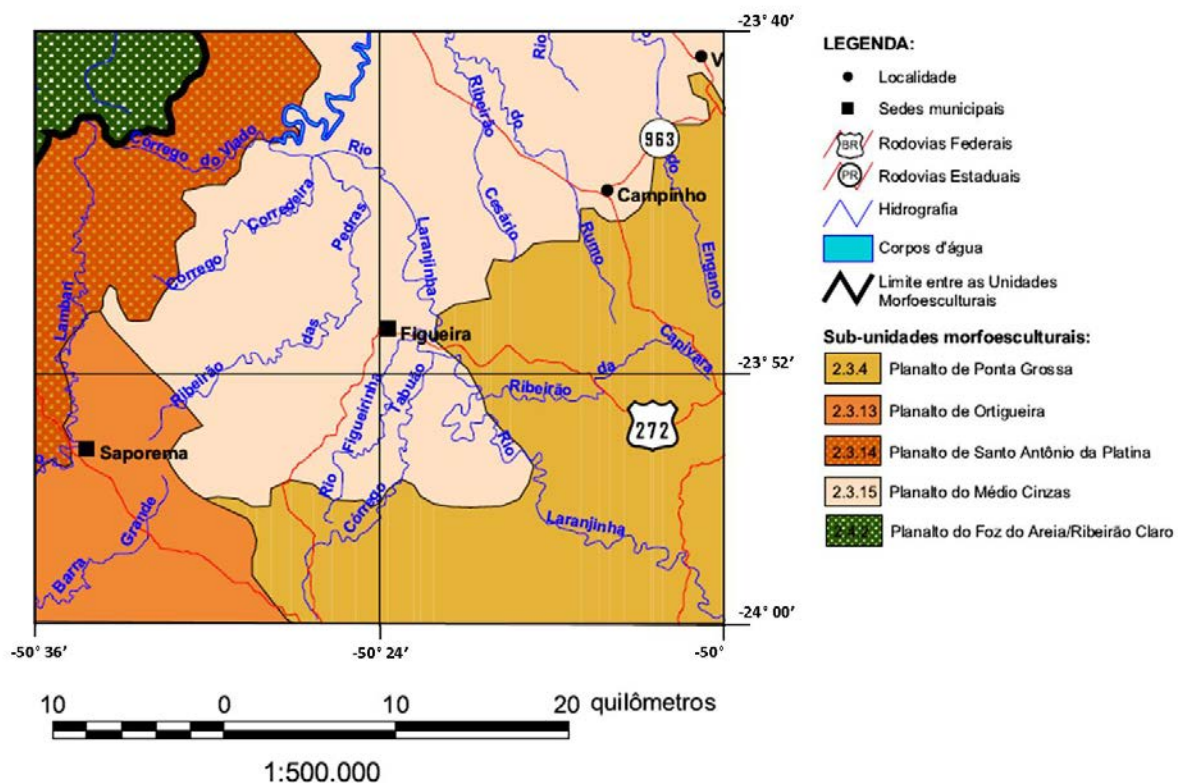 -23° 40'
LEGENDA:
Localidade
Sedes municipais
BR
Rodovias Federais
PR
Rodovias Estaduais
Hidrografia
Corpos d'água
Limite entre as Unidades
Morfoesculturais
Sub-unidades morfoesculturais:
2.3.4 Planalto de Ponta Grossa
2.3.13 Planalto de Ortigueira
2.3.14 Planalto de Santo Antônio da Platina
2.3.15 Planalto do Médio Cinzas
2.4.2 Planalto do Foz do Areia/Ribeirão Claro
V
Rio
Ribeirão
do
963
do
Córrego do Viado
Rio
Campinho
Corredeira
Pedras
Cesário
Laranjinha
Rumo
Engano
Córrego
Lambari
das
Figueira
Capivara
-23° 52'
Ribeirão
Figueirinha
Tabuão
Ribeirão da
272
Saporema
Rio
Rio
Córrego
Grande
Laranjinha
Barra
-24° 00'
-50° 36'
-50° 24'
-50°
10 0 10 20 quilômetros
1:500.000